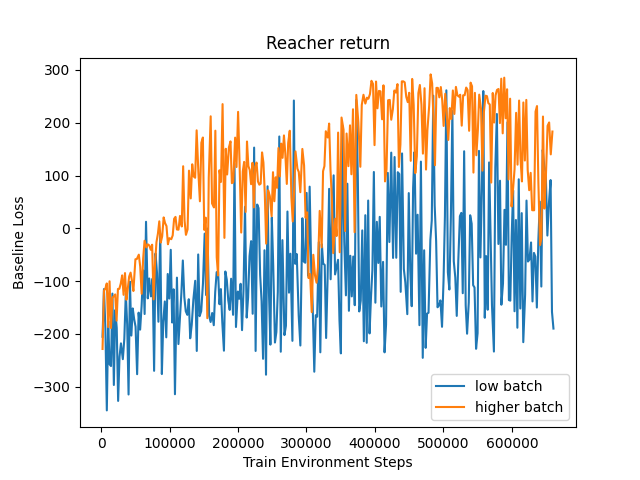 Reacher return
300
200
100
0
−100
−200
−300
Baseline Loss
0
100000
200000
300000
400000
500000
600000
Train Environment Steps
low batch
higher batch